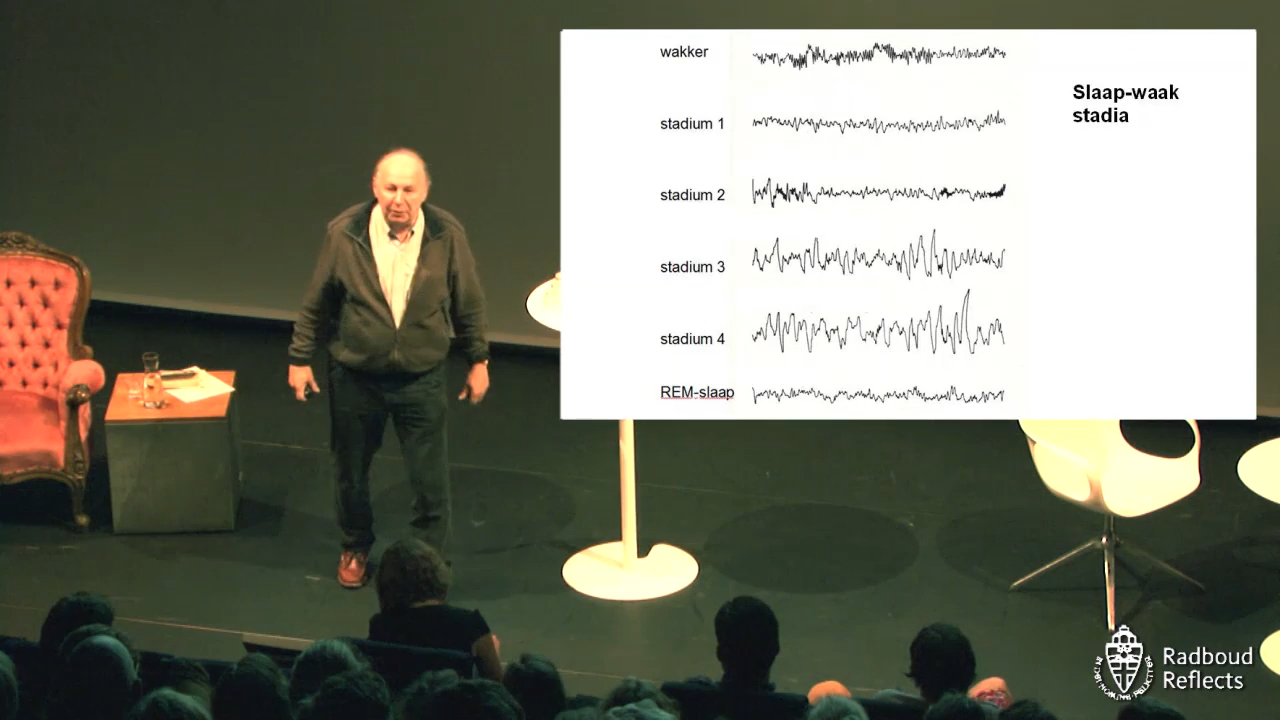 wakker
stadium 1
stadium 2
stadium 3
stadium 4
REM-slaap
Slaap-waak
stadia
Radboud
Reflects